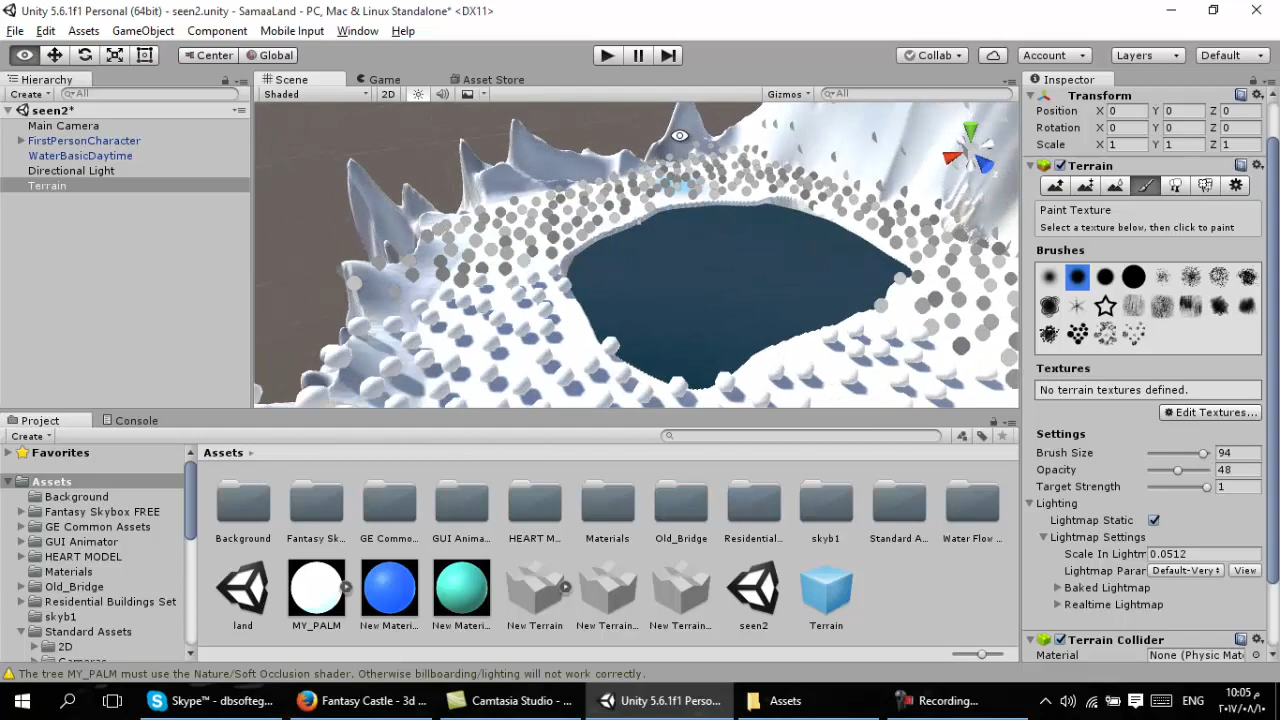 Unity 5.6.1f1 Personal (64bit) - seen2.unity - SamaaLand - PC, Mac & Linux Standalone* <DX11>
File Edit Assets GameObject Component Mobile Input Window Help
Center Global Collab Account Layers Default
Hierarchy Scene Game Asset Store Inspector
Create All Shaded 2D Gizmos All Transform
seen2*
Main Camera
FirstPersonCharacter
WaterBasicDaytime
Directional Light
Terrain
Position X 0 Y 0 Z 0
Rotation X 0 Y 0 Z 0
Scale X 1 Y 1 Z 1
Terrain
Paint Texture
Select a texture below, then click to paint
Brushes
Textures
No terrain textures defined.
Edit Textures...
Settings
Brush Size 94
Opacity 48
Target Strength 1
Lighting
Lightmap Static
Lightmap Settings
Scale In Lightm 0.0512
Lightmap Parar Default-Very View
Baked Lightmap
Realtime Lightmap
Terrain Collider
Material None (Physic Mate
Project Console
Create
Favorites
Assets
Background
Fantasy Skybox FREE
GE Common Assets
GUI Animator
HEART MODEL
Materials
Old_Bridge
Residential Buildings Set
skyb1
Standard Assets
2D
Cameras
Assets
Background Fantasy Sk... GE Commo... GUI Anima... HEART M... Materials Old_Bridge Residential... skyb1 Standard A... Water Flow ...
land MY_PALM New Materi... New Materi... New Terrain New Terrain... New Terrain... seen2 Terrain
The tree MY_PALM must use the Nature/Soft Occlusion shader. Otherwise billboarding/lighting will not work correctly.
Skype™ - dbsofteg... Fantasy Castle - 3d ... Camtasia Studio - ... Unity 5.6.1f1 Perso... Assets Recording... ENG
10:05 م
٢٠١٧/٠٨/١٠